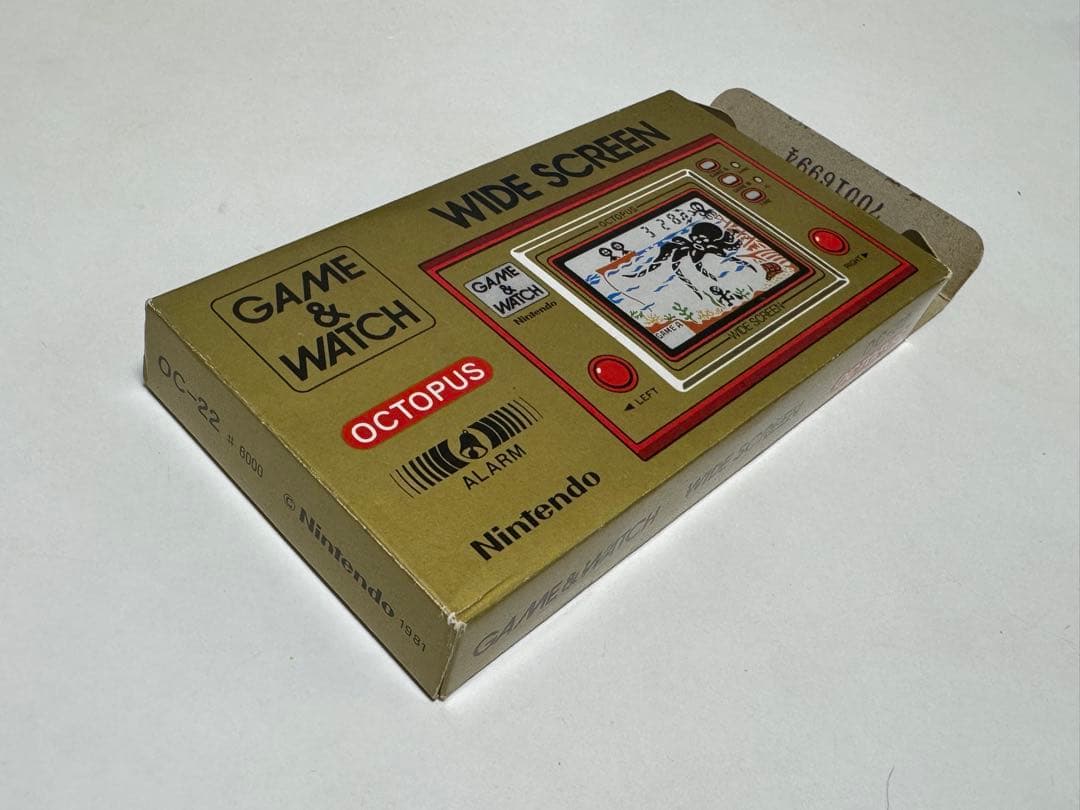 WIDE SCREEN
GAME
&
WATCH
OCTOPUS
ALARM
Nintendo
OCTOPUS
GAME
&
WATCH
Nintendo
328
GAME A
WIDE SCREEN
◀ LEFT
RIGHT ▶
OC-22 # 6000
© Nintendo 1981
GAME & WATCH WIDE SCREEN